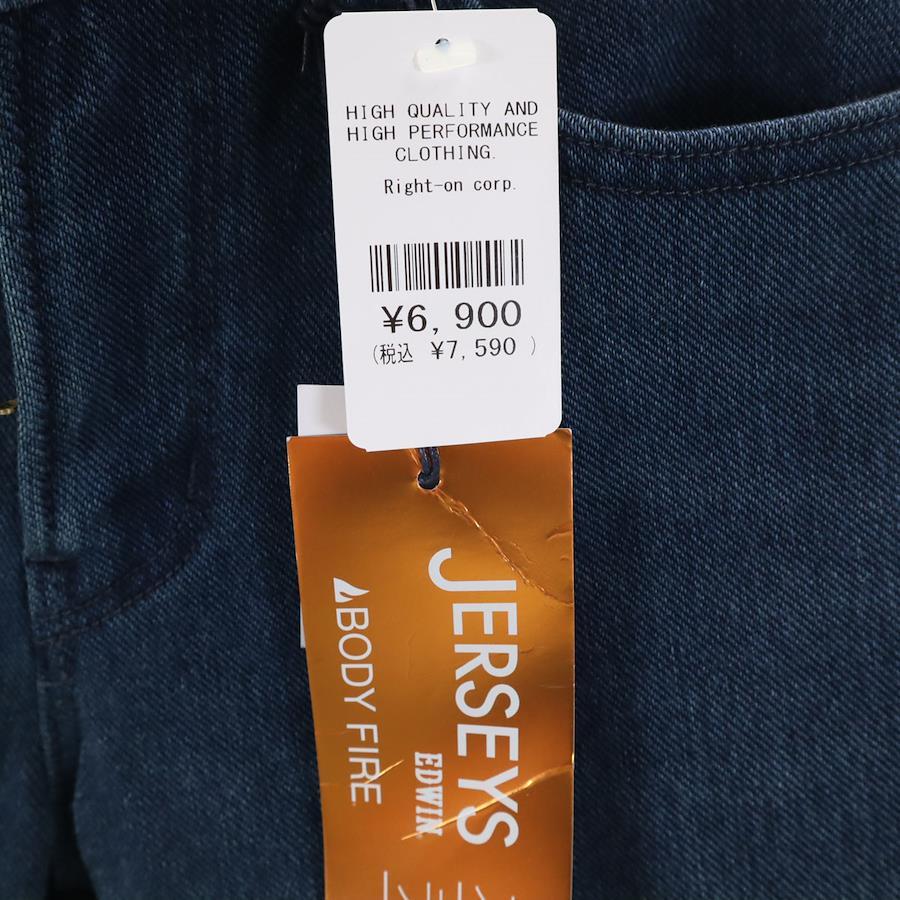 HIGH QUALITY AND
HIGH PERFORMANCE
CLOTHING.
Right-on corp.
¥6,900
(税込 ¥7,590 )
JERSEYS
EDWIN
BODY FIRE